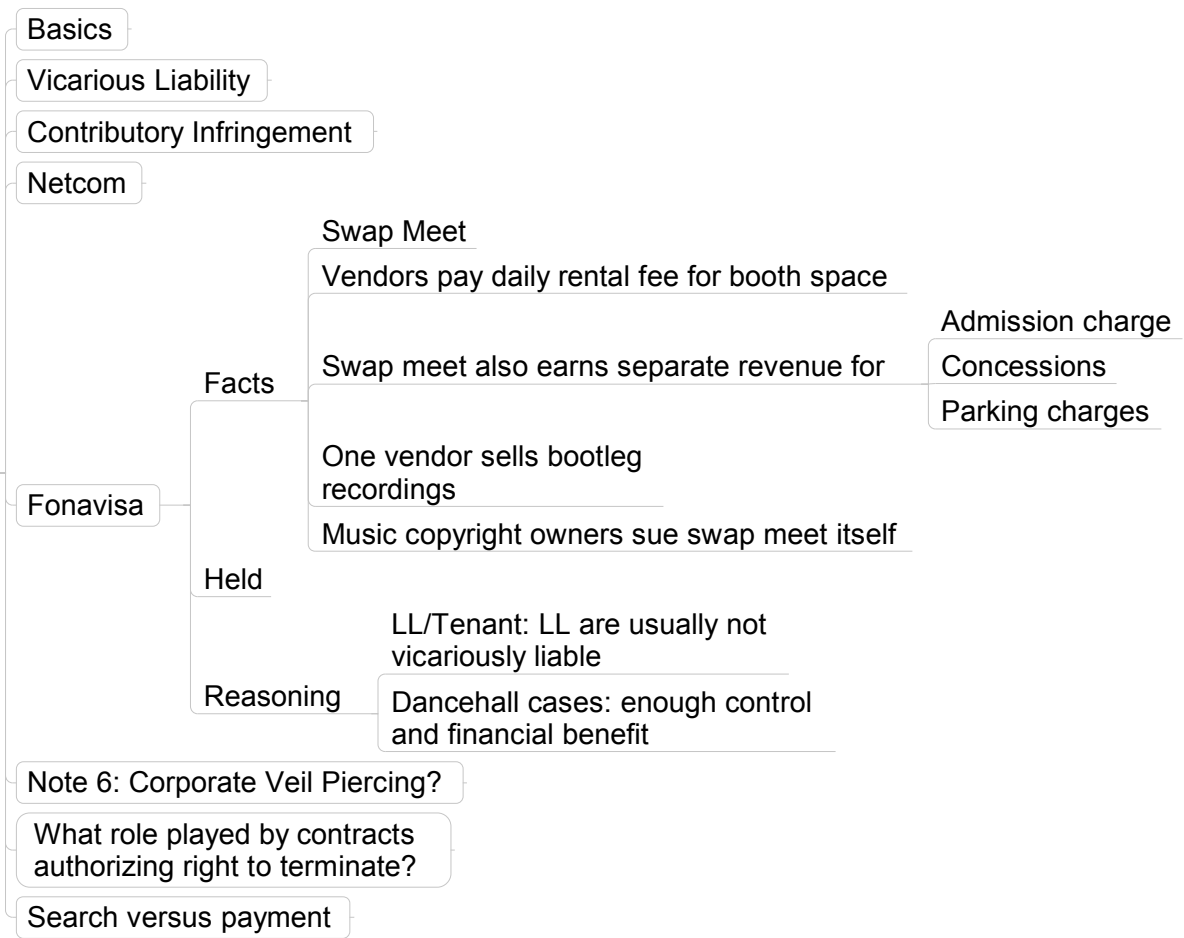 Basics
Vicarious Liability
Contributory Infringement
Netcom
Fonavisa
Facts
Swap Meet
Vendors pay daily rental fee for booth space
Swap meet also earns separate revenue for
Admission charge
Concessions
Parking charges
One vendor sells bootleg
recordings
Music copyright owners sue swap meet itself
Held
Reasoning
LL/Tenant: LL are usually not
vicariously liable
Dancehall cases: enough control
and financial benefit
Note 6: Corporate Veil Piercing?
What role played by contracts
authorizing right to terminate?
Search versus payment